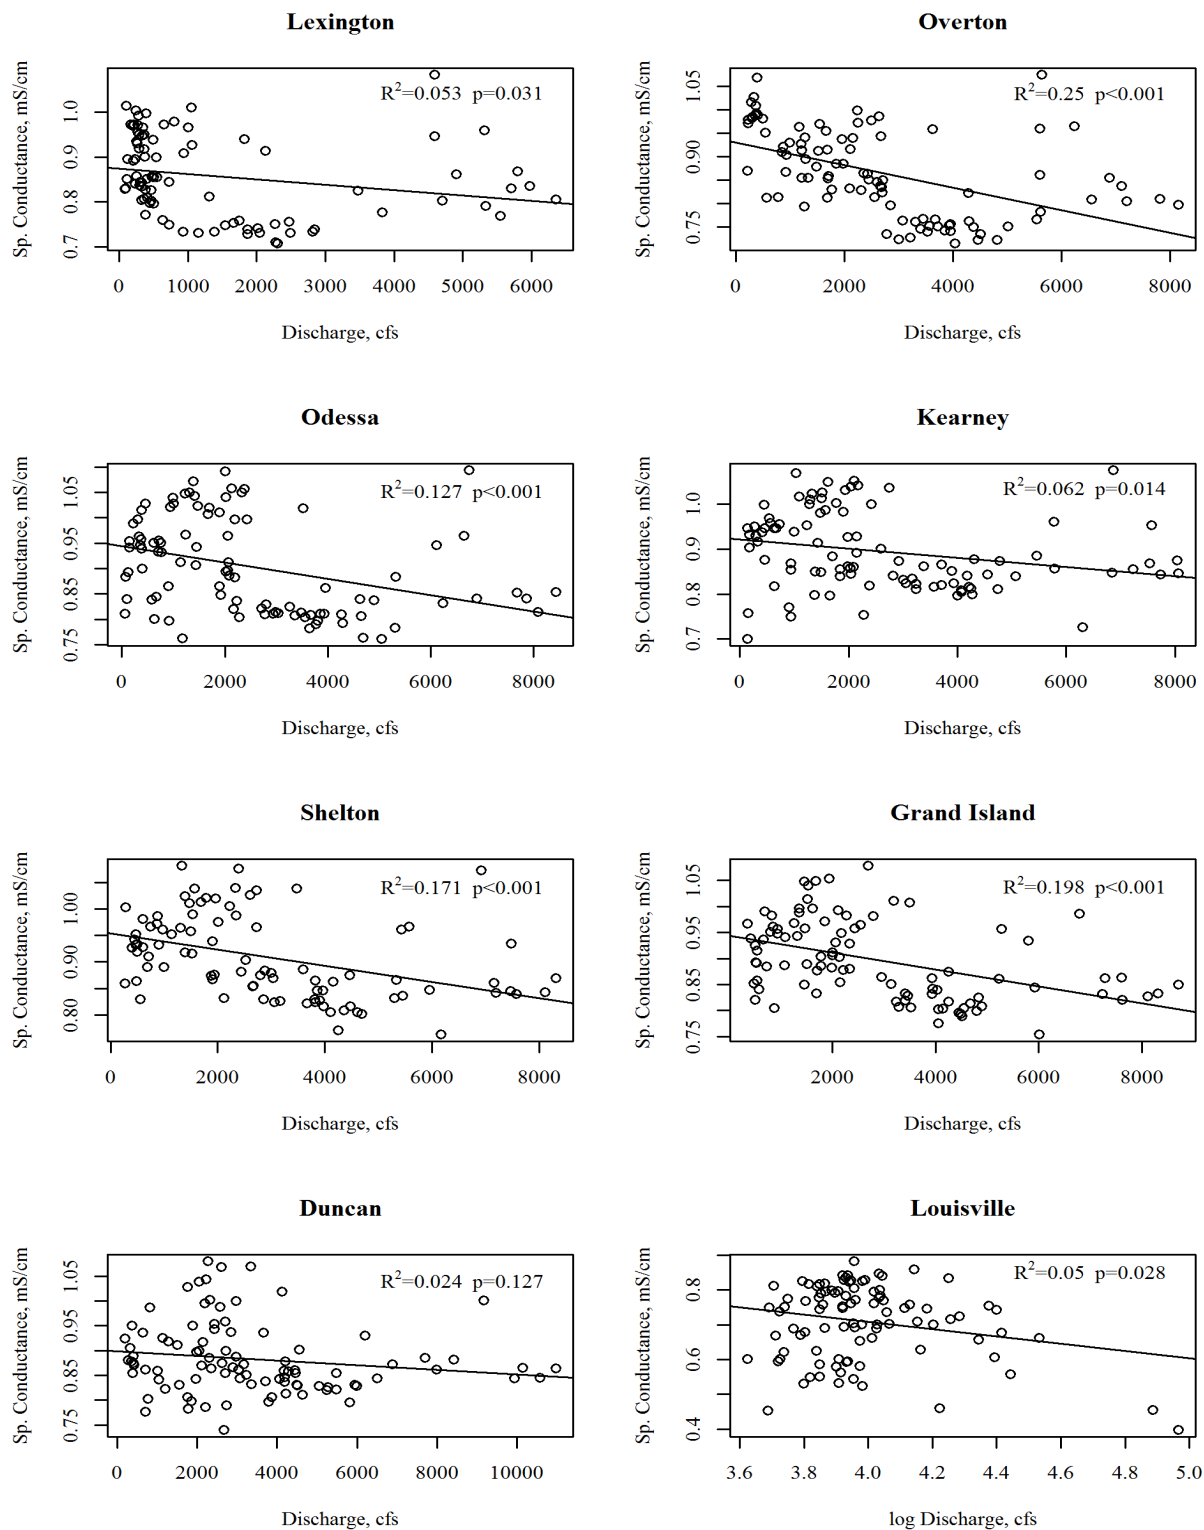 Lexington
Sp. Conductance, mS/cm
R²=0.053 p=0.031
1.0
0.9
0.8
0.7
0 1000 2000 3000 4000 5000 6000
Discharge, cfs
Overton
Sp. Conductance, mS/cm
R²=0.25 p<0.001
1.05
0.90
0.75
0 2000 4000 6000 8000
Discharge, cfs
Odessa
Sp. Conductance, mS/cm
R²=0.127 p<0.001
1.05
0.95
0.85
0.75
0 2000 4000 6000 8000
Discharge, cfs
Kearney
Sp. Conductance, mS/cm
R²=0.062 p=0.014
1.0
0.9
0.8
0.7
0 2000 4000 6000 8000
Discharge, cfs
Shelton
Sp. Conductance, mS/cm
R²=0.171 p<0.001
1.00
0.90
0.80
0 2000 4000 6000 8000
Discharge, cfs
Grand Island
Sp. Conductance, mS/cm
R²=0.198 p<0.001
1.05
0.95
0.85
0.75
2000 4000 6000 8000
Discharge, cfs
Duncan
Sp. Conductance, mS/cm
R²=0.024 p=0.127
1.05
0.95
0.85
0.75
0 2000 4000 6000 8000 10000
Discharge, cfs
Louisville
Sp. Conductance, mS/cm
R²=0.05 p=0.028
0.8
0.6
0.4
3.6 3.8 4.0 4.2 4.4 4.6 4.8 5.0
log Discharge, cfs